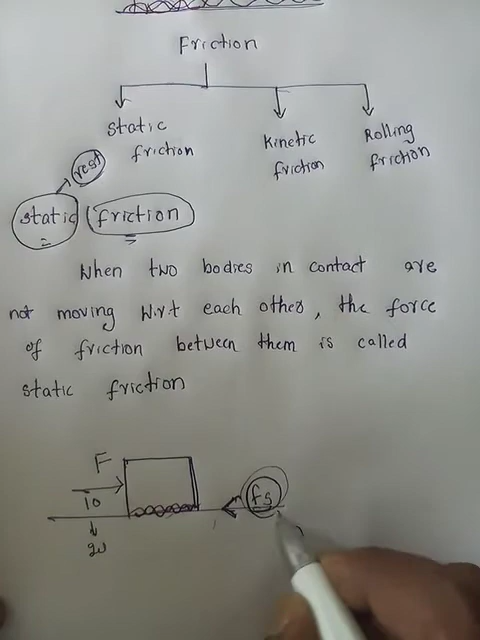 Friction
Static friction
Kinetic friction
Rolling friction
rest
static friction
When two bodies in contact are
not moving w.r.t each other, the force
of friction between them is called
static friction
F
10
20
fs